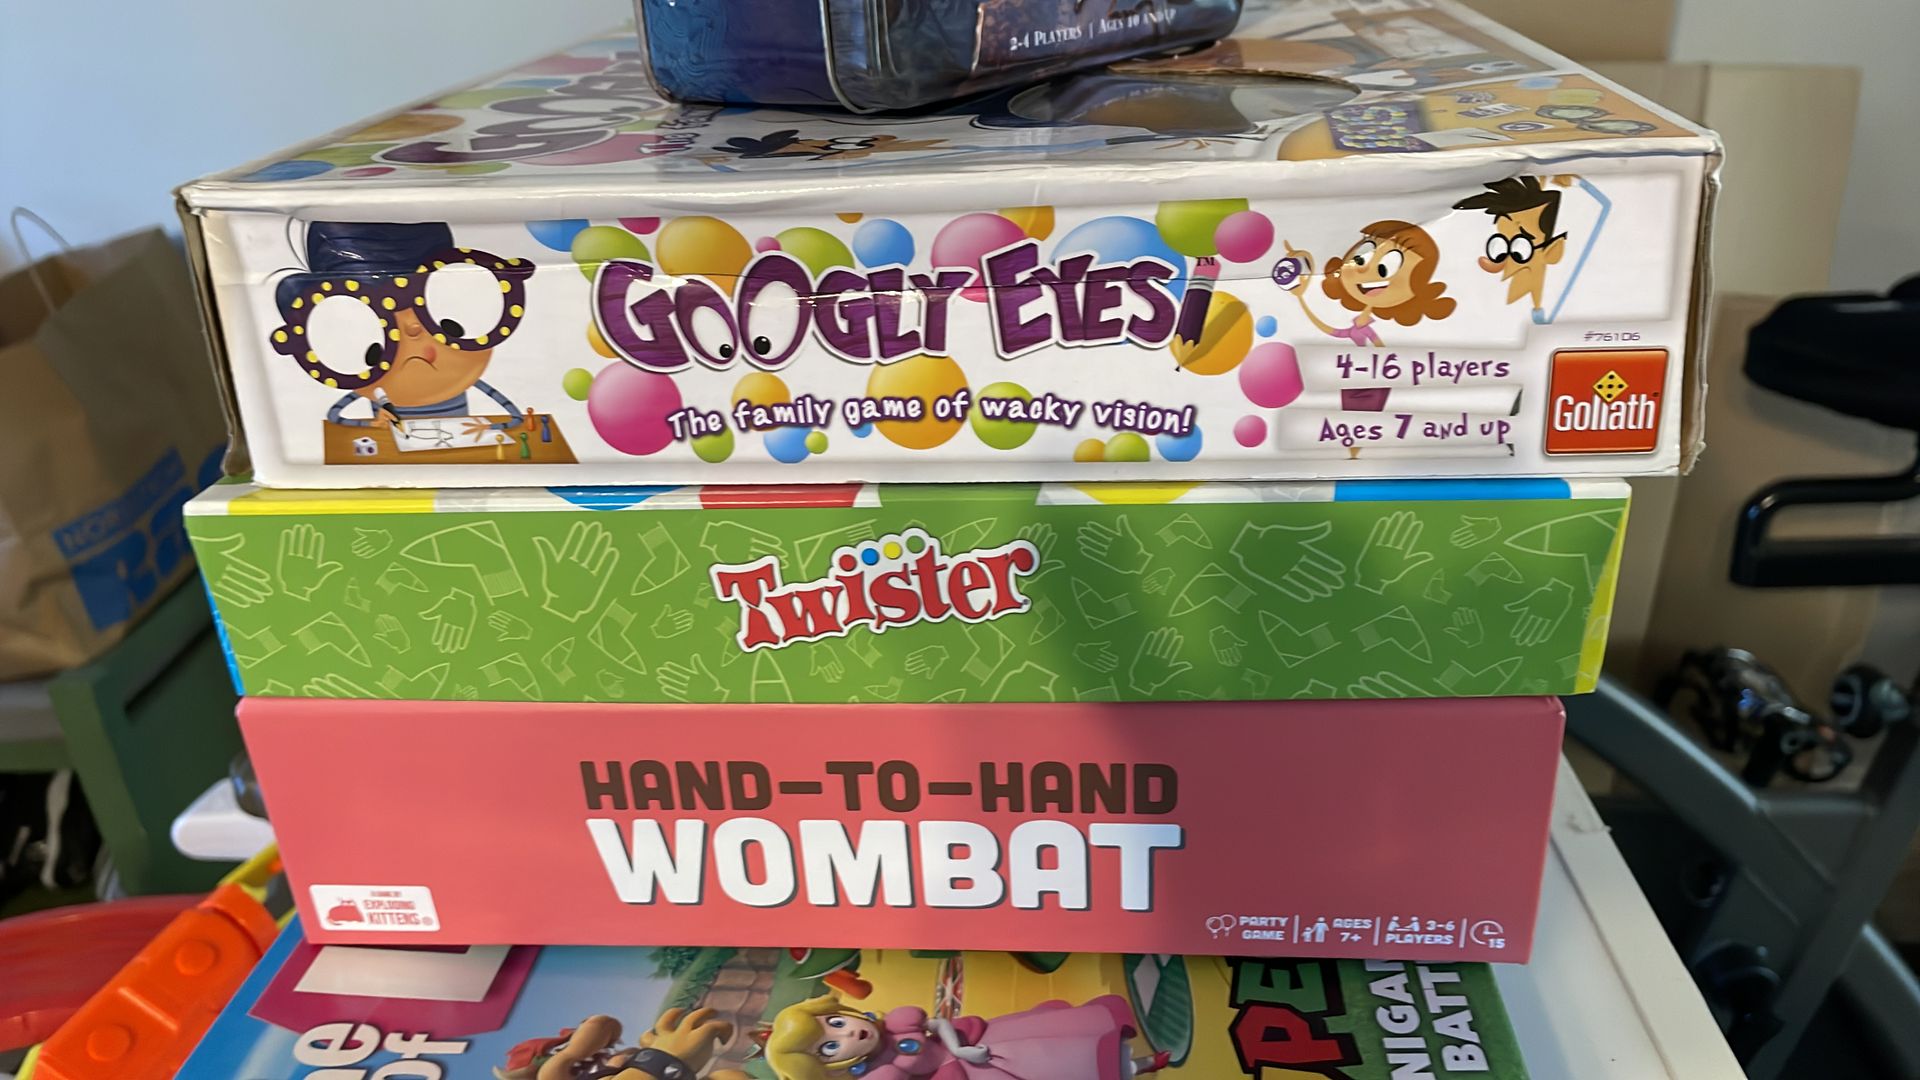 2-4 PLAYERS | AGES 10 AND UP
GOOGLY EYES!™
The family game of wacky vision!
4-16 players
Ages 7 and up
#76106
Goliath
Twister
HAND-TO-HAND
WOMBAT
A GAME BY
EXPLODING
KITTENS
PARTY
GAME
AGES
7+
3-6
PLAYERS
15